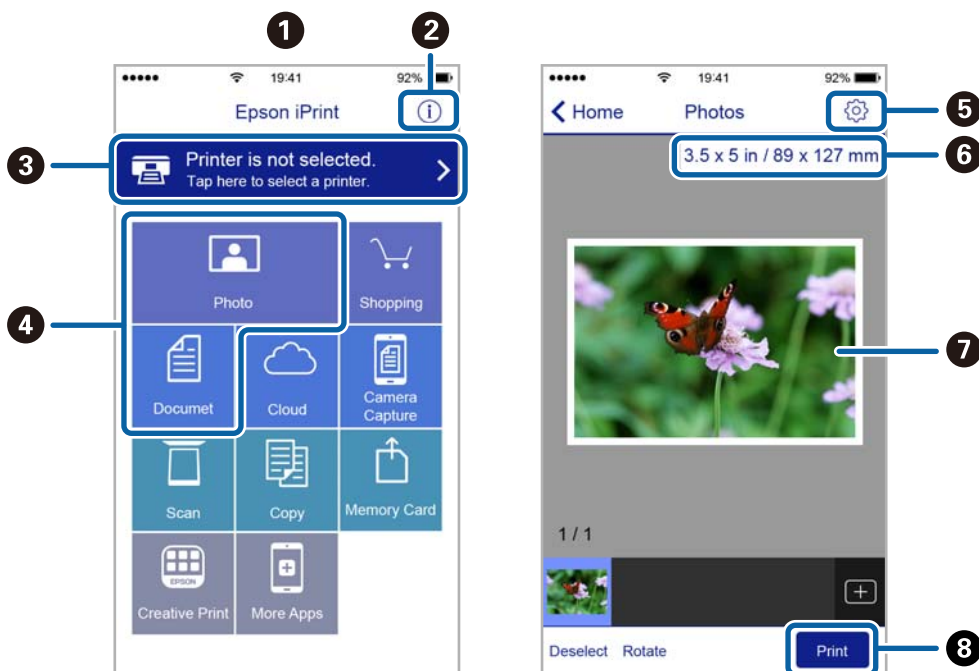 1
2
19:41
92%
Epson iPrint
i
3
Printer is not selected.
Tap here to select a printer.
4
Photo
Shopping
Documet
Cloud
Camera
Capture
Scan
Copy
Memory Card
EPSON
Creative Print
More Apps
19:41
92%
Home
Photos
5
3.5 x 5 in / 89 x 127 mm
6
7
1 / 1
Deselect
Rotate
Print
8